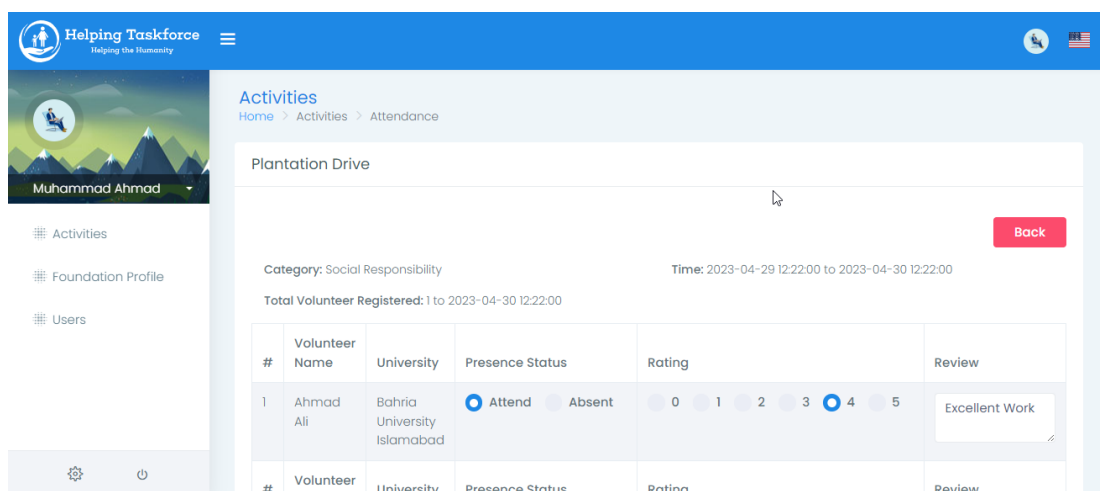 Helping Taskforce
Helping the Humanity
Muhammad Ahmad
Activities
Foundation Profile
Users
Activities
Home > Activities > Attendance
Plantation Drive
Back
Category: Social Responsibility
Time: 2023-04-29 12:22:00 to 2023-04-30 12:22:00
Total Volunteer Registered: 1 to 2023-04-30 12:22:00
# Volunteer Name University Presence Status Rating Review
1 Ahmad Ali Bahria University Islamabad Attend Absent 0 1 2 3 4 5 Excellent Work
# Volunteer University Presence Status Rating Review